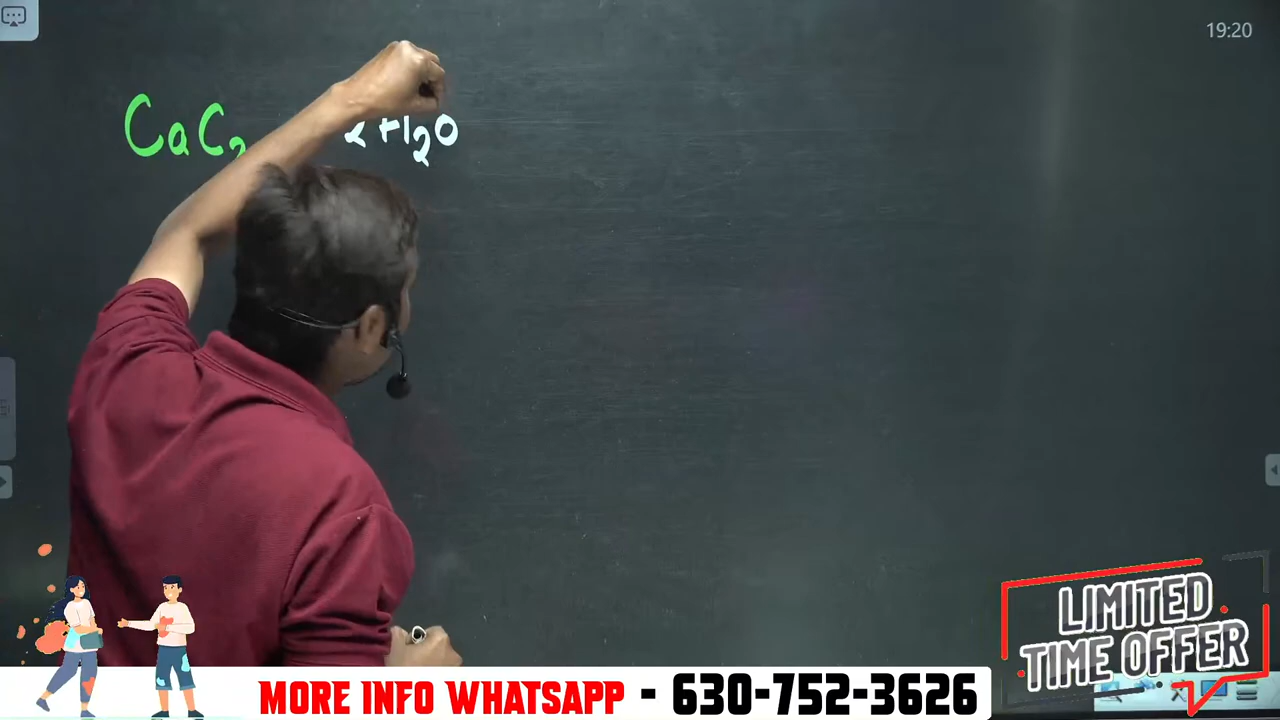 19:20
CaC2 2H2O
LIMITED
TIME OFFER
MORE INFO WHATSAPP - 630-752-3626